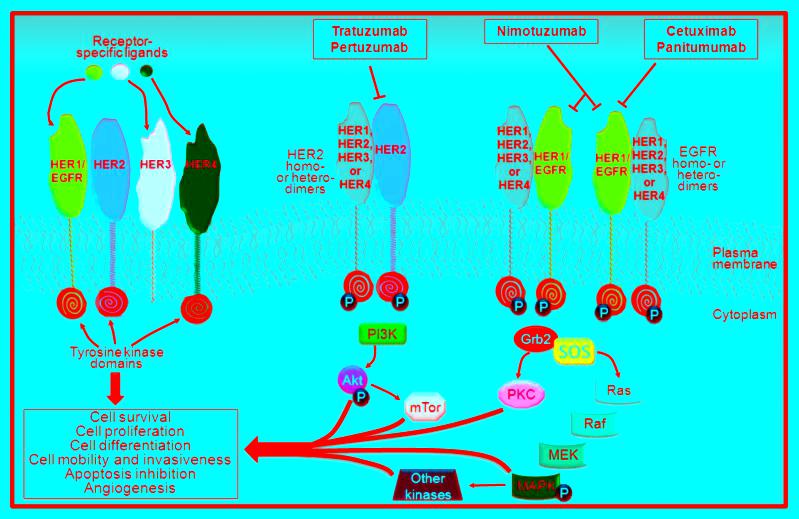 Receptor-
specific ligands
Tratuzumab
Pertuzumab
Nimotuzumab
Cetuximab
Panitumumab
HER1/
EGFR
HER2
HER3
HER4
HER2
homo-
or hetero-
dimers
HER1,
HER2,
HER3,
or
HER4
HER2
HER1,
HER2,
HER3,
or
HER4
HER1/
EGFR
HER1/
EGFR
HER1,
HER2,
HER3,
or
HER4
EGFR
homo- or
hetero-
dimers
Plasma
membrane
Cytoplasm
P
P
P
P
P
P
Tyrosine kinase
domains
PI3K
Akt
P
mTor
Grb2
SOS
PKC
Ras
Raf
MEK
MAPK
P
Other
kinases
Cell survival
Cell proliferation
Cell differentiation
Cell mobility and invasiveness
Apoptosis inhibition
Angiogenesis